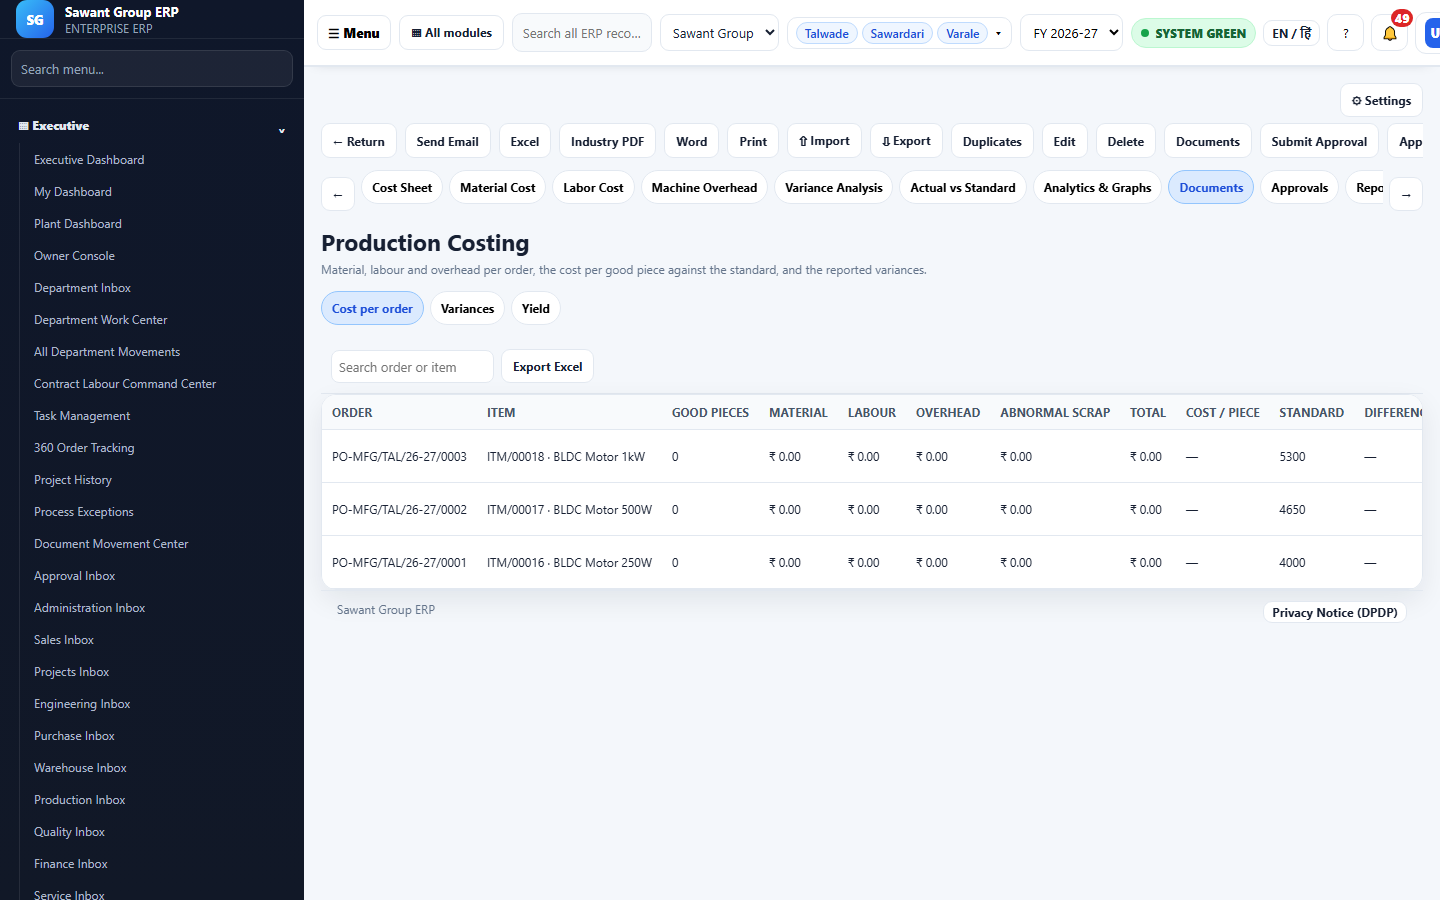 SG
Sawant Group ERP
ENTERPRISE ERP
Search menu...
Executive
Executive Dashboard
My Dashboard
Plant Dashboard
Owner Console
Department Inbox
Department Work Center
All Department Movements
Contract Labour Command Center
Task Management
360 Order Tracking
Project History
Process Exceptions
Document Movement Center
Approval Inbox
Administration Inbox
Sales Inbox
Projects Inbox
Engineering Inbox
Purchase Inbox
Warehouse Inbox
Production Inbox
Quality Inbox
Finance Inbox
Service Inbox
☰ Menu
All modules
Search all ERP reco...
Sawant Group
Talwade Sawardari Varale
FY 2026-27
SYSTEM GREEN
EN / हिं
?
49
U
⚙ Settings
← Return Send Email Excel Industry PDF Word Print ⇧ Import ⇩ Export Duplicates Edit Delete Documents Submit Approval App
← Cost Sheet Material Cost Labor Cost Machine Overhead Variance Analysis Actual vs Standard Analytics & Graphs Documents Approvals Repo →
Production Costing
Material, labour and overhead per order, the cost per good piece against the standard, and the reported variances.
Cost per order Variances Yield
Search order or item Export Excel
ORDER ITEM GOOD PIECES MATERIAL LABOUR OVERHEAD ABNORMAL SCRAP TOTAL COST / PIECE STANDARD DIFFERENC
PO-MFG/TAL/26-27/0003 ITM/00018 · BLDC Motor 1kW 0 ₹ 0.00 ₹ 0.00 ₹ 0.00 ₹ 0.00 ₹ 0.00 — 5300 —
PO-MFG/TAL/26-27/0002 ITM/00017 · BLDC Motor 500W 0 ₹ 0.00 ₹ 0.00 ₹ 0.00 ₹ 0.00 ₹ 0.00 — 4650 —
PO-MFG/TAL/26-27/0001 ITM/00016 · BLDC Motor 250W 0 ₹ 0.00 ₹ 0.00 ₹ 0.00 ₹ 0.00 ₹ 0.00 — 4000 —
Sawant Group ERP
Privacy Notice (DPDP)